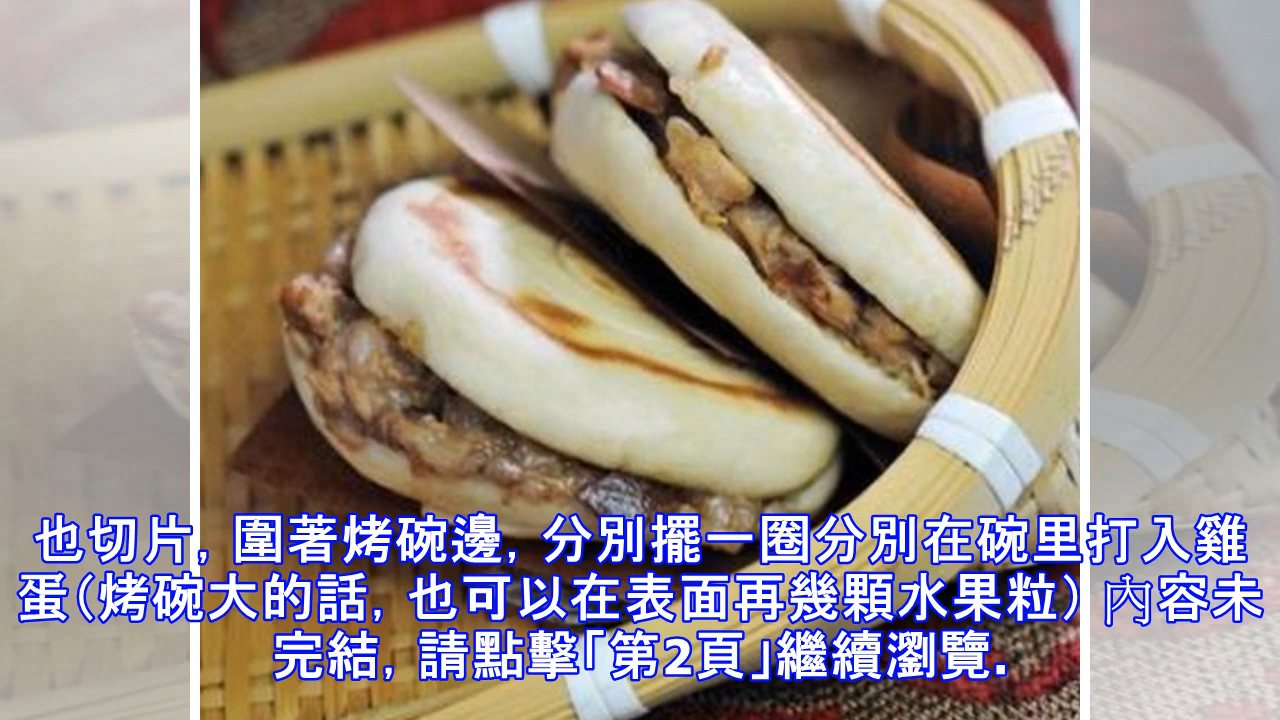 也切片, 圍著烤碗邊, 分別擺一圈分別在碗里打入雞
蛋(烤碗大的話, 也可以在表面再幾顆水果粒) 內容未
完結, 請點擊「第2頁」繼續瀏覽.